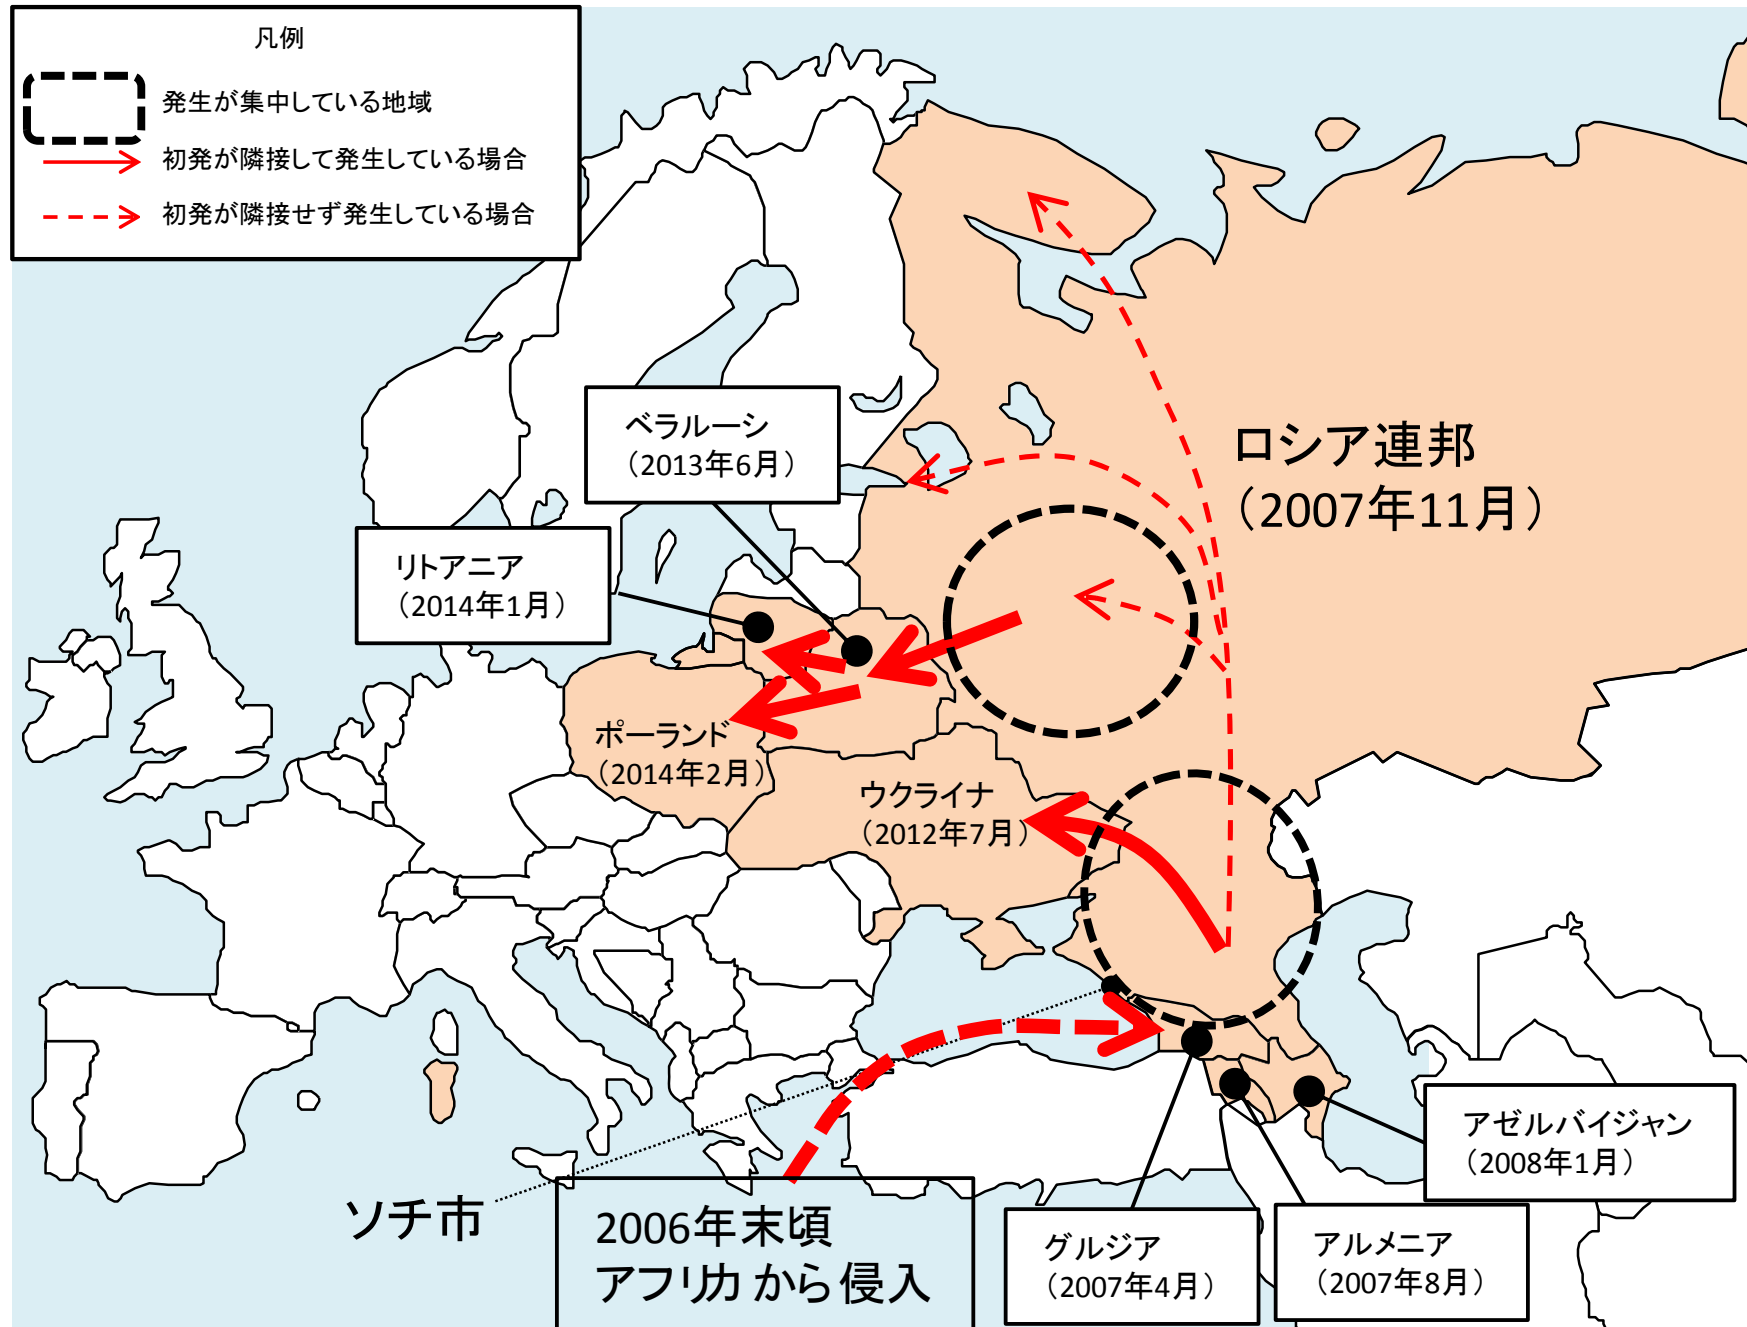 凡例
発生が集中している地域
初発が隣接して発生している場合
初発が隣接せず発生している場合
ベラルーシ
（2013年6月）
ロシア連邦
（2007年11月）
リトアニア
（2014年1月）
ポーランド
（2014年2月）
ウクライナ
（2012年7月）
アゼルバイジャン
（2008年1月）
ソチ市
2006年末頃
アフリカから侵入
グルジア
（2007年4月）
アルメニア
（2007年8月）